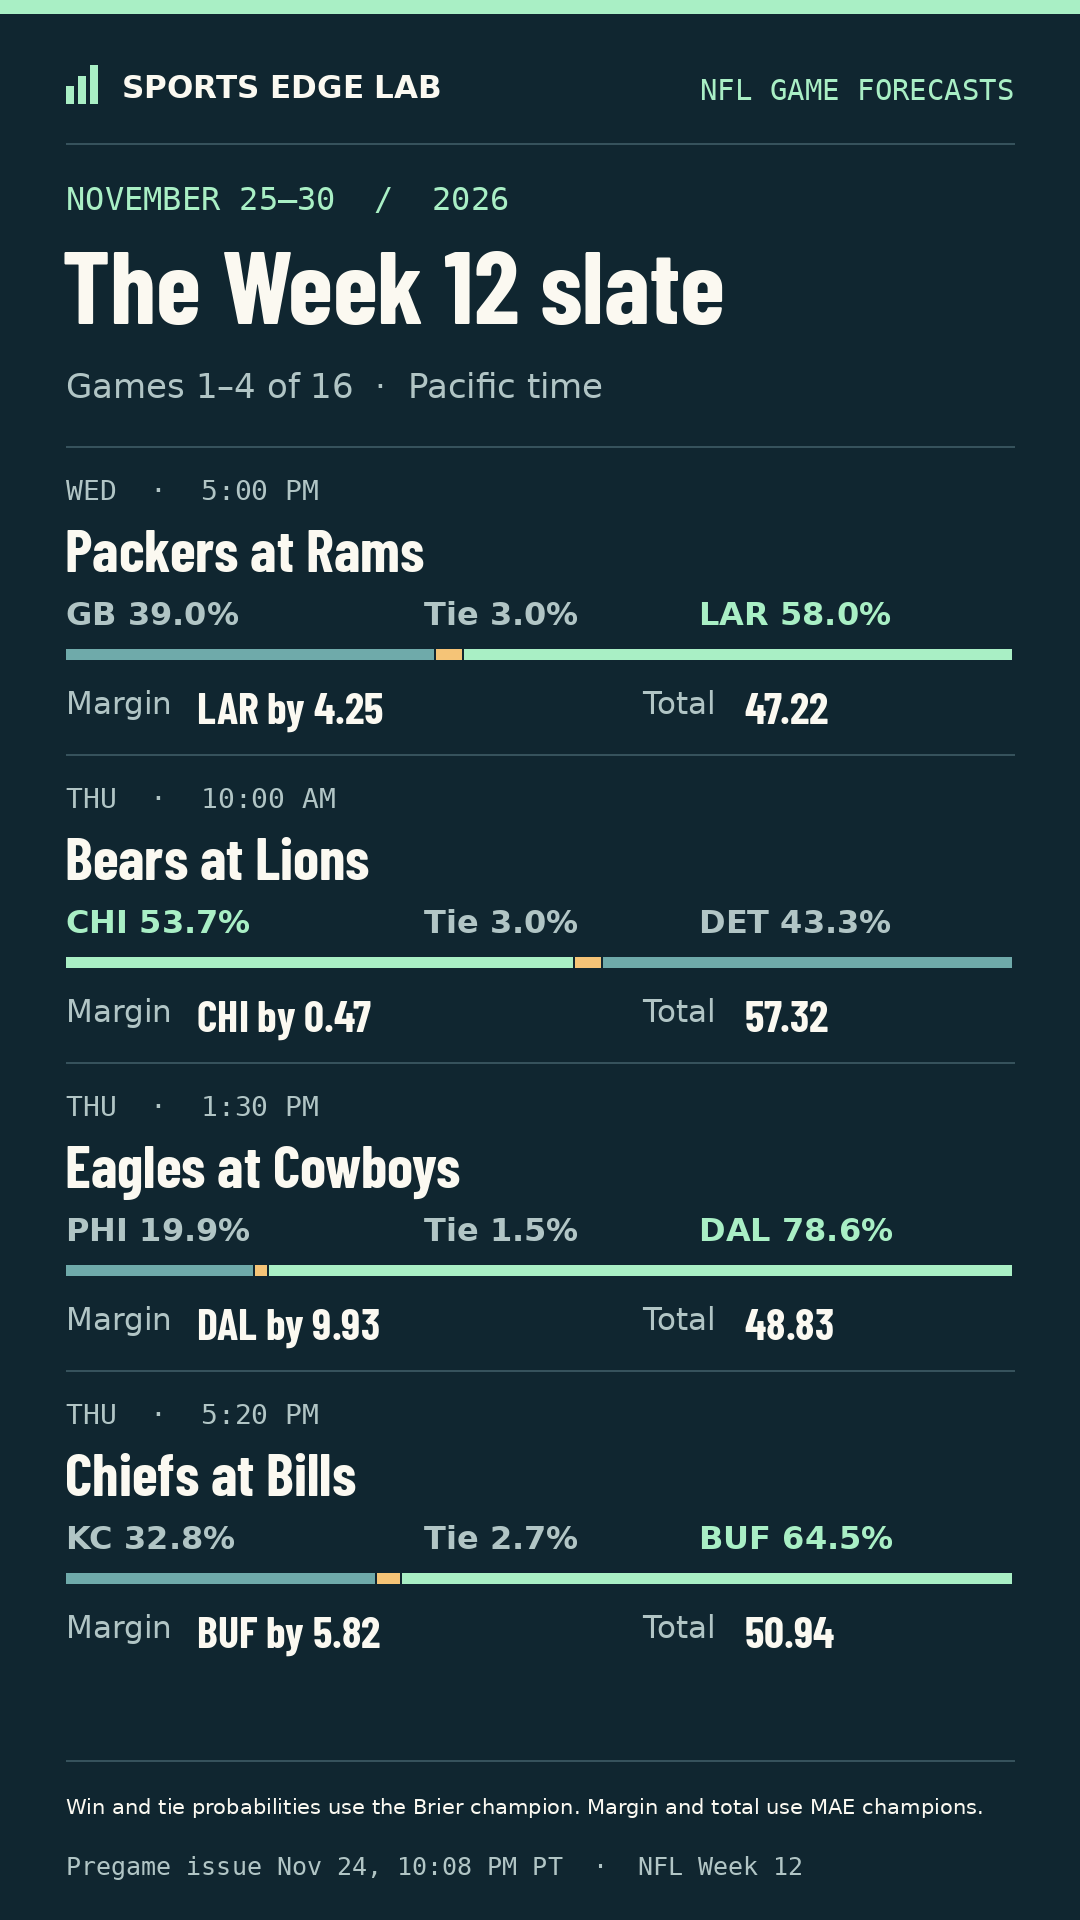 SPORTS EDGE LAB
NFL GAME FORECASTS
NOVEMBER 25–30 / 2026
The Week 12 slate
Games 1–4 of 16 · Pacific time
WED · 5:00 PM
Packers at Rams
GB 39.0% Tie 3.0% LAR 58.0%
Margin LAR by 4.25 Total 47.22
THU · 10:00 AM
Bears at Lions
CHI 53.7% Tie 3.0% DET 43.3%
Margin CHI by 0.47 Total 57.32
THU · 1:30 PM
Eagles at Cowboys
PHI 19.9% Tie 1.5% DAL 78.6%
Margin DAL by 9.93 Total 48.83
THU · 5:20 PM
Chiefs at Bills
KC 32.8% Tie 2.7% BUF 64.5%
Margin BUF by 5.82 Total 50.94
Win and tie probabilities use the Brier champion. Margin and total use MAE champions.
Pregame issue Nov 24, 10:08 PM PT · NFL Week 12